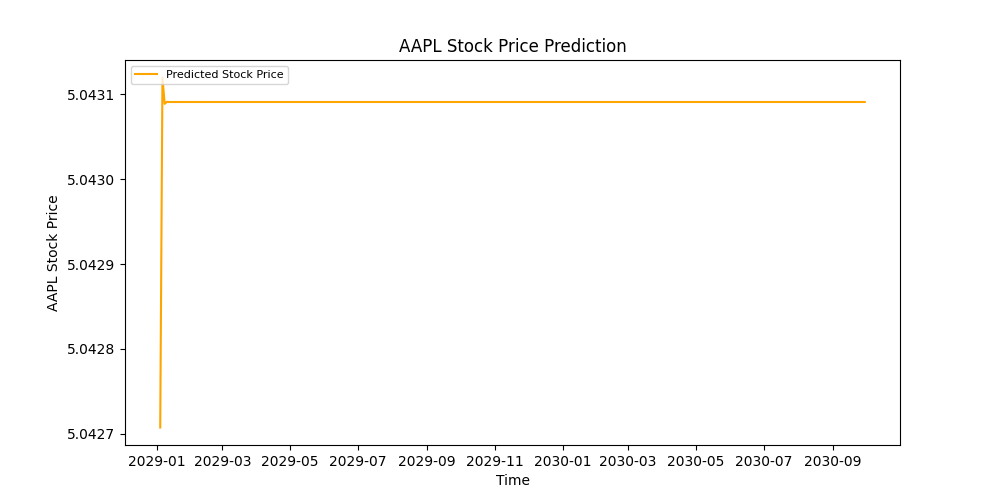 AAPL Stock Price Prediction
Predicted Stock Price
5.0431
5.0430
5.0429
5.0428
5.0427
AAPL Stock Price
2029-01 2029-03 2029-05 2029-07 2029-09 2029-11 2030-01 2030-03 2030-05 2030-07 2030-09
Time